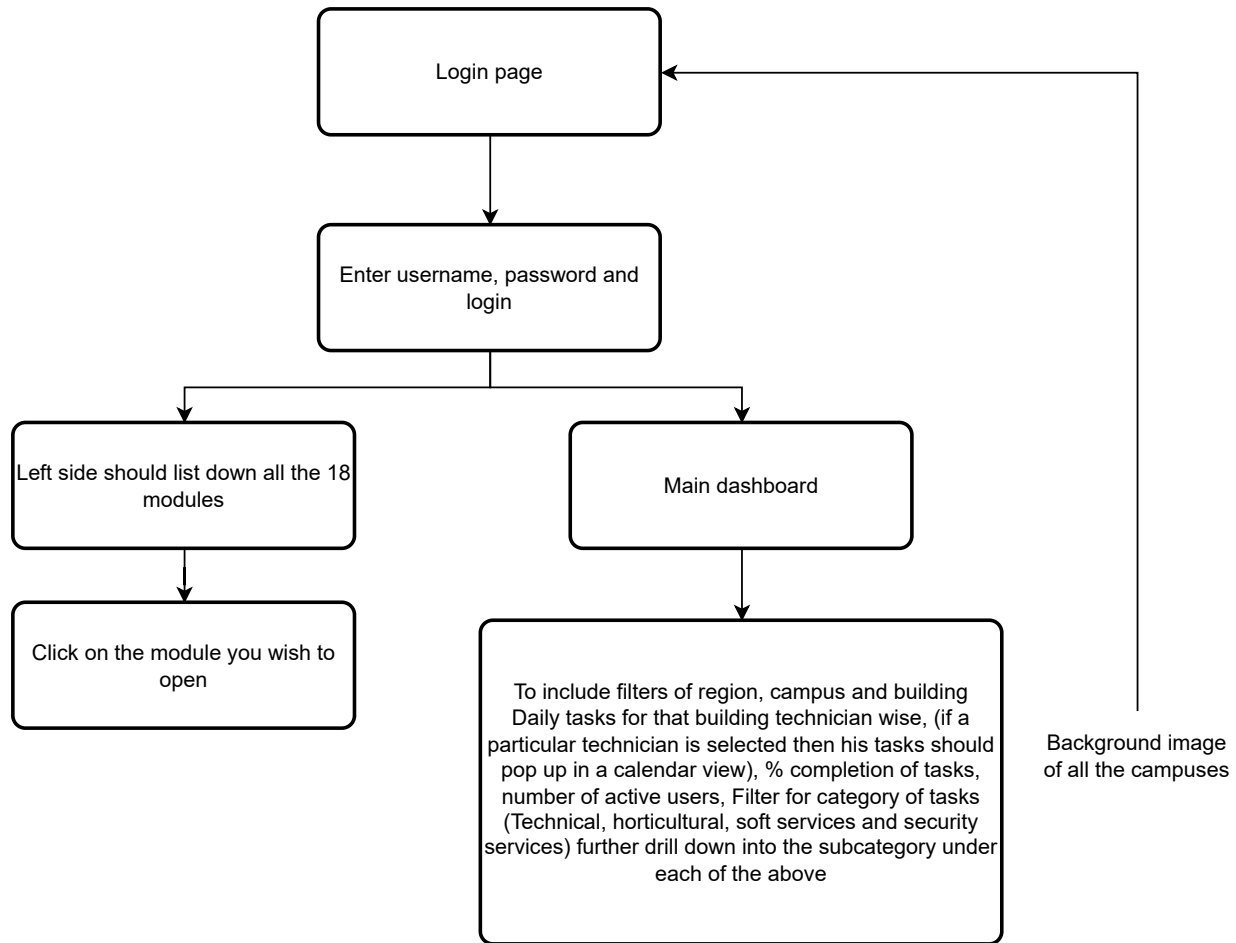 Login page
Enter username, password and
login
Left side should list down all the 18
modules
Main dashboard
Click on the module you wish to
open
To include filters of region, campus and building
Daily tasks for that building technician wise, (if a
particular technician is selected then his tasks should
pop up in a calendar view), % completion of tasks,
number of active users, Filter for category of tasks
(Technical, horticultural, soft services and security
services) further drill down into the subcategory under
each of the above
Background image
of all the campuses